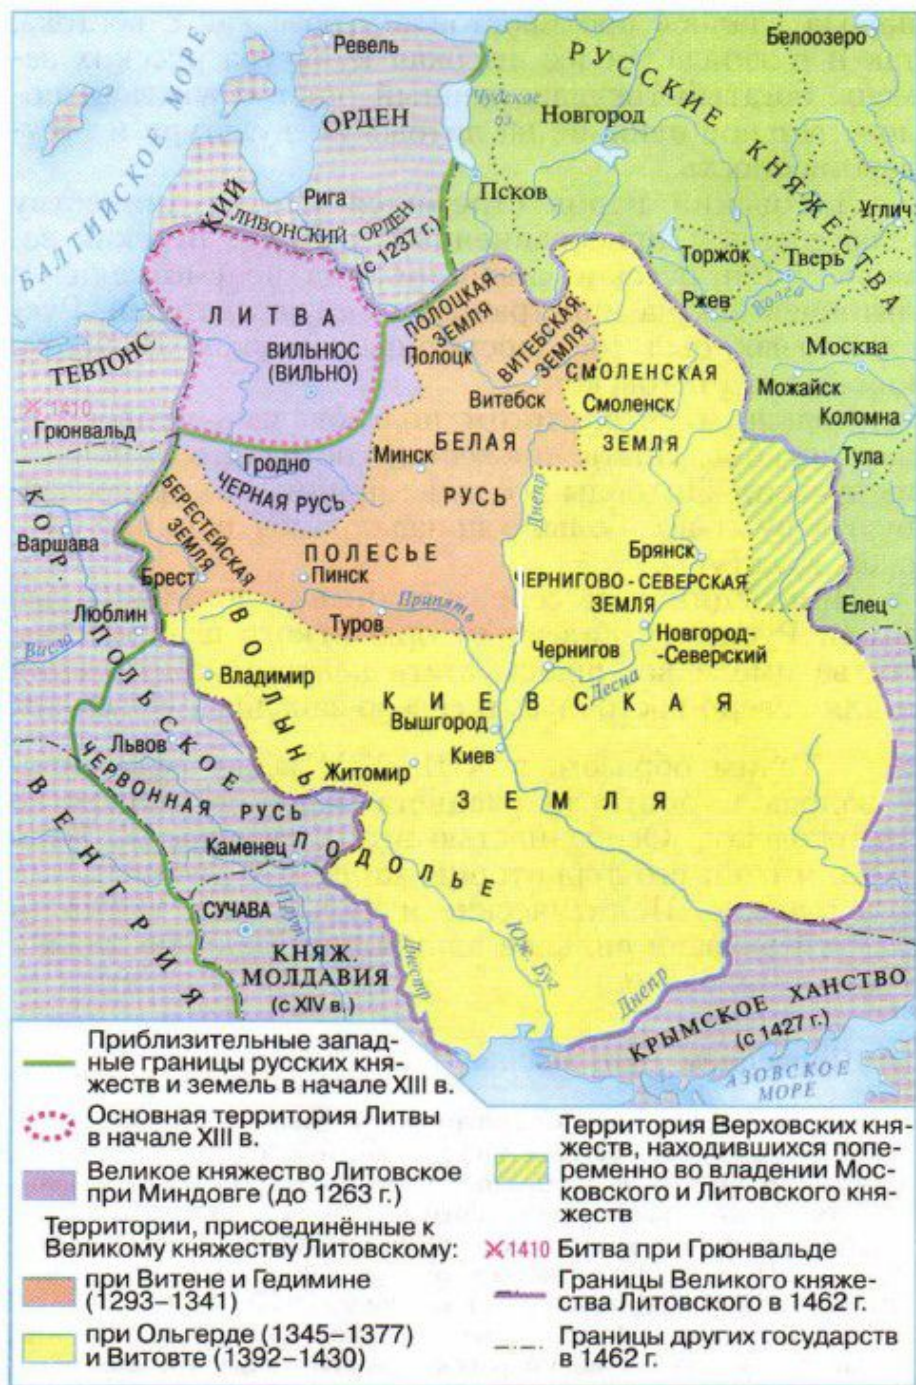 БАЛТИЙСКОЕ МОРЕ
Ревель
ОРДЕН
Чудское
оз.
РУССКИЕ КНЯЖЕСТВА
Белоозеро
Новгород
Псков
Рига
ЛИВОНСКИЙ ОРДЕН
(с 1237 г.)
Углич
Торжок
Тверь
Ржев
Волга
ТЕВТОНС
КИЙ
ЛИТВА
ВИЛЬНЮС
(ВИЛЬНО)
ПОЛОЦКАЯ
ЗЕМЛЯ
Полоцк
ВИТЕБСКАЯ
ЗЕМЛЯ
Витебск
СМОЛЕНСКАЯ
Смоленск
ЗЕМЛЯ
Москва
Можайск
Коломна
Тула
1410
Грюнвальд
Гродно
ЧЕРНАЯ РУСЬ
Минск
БЕЛАЯ
РУСЬ
Днепр
КОР. ПОЛЬСКОЕ
Варшава
БЕРЕСТЕЙСКАЯ
ЗЕМЛЯ
Брест
ПОЛЕСЬЕ
Пинск
Припять
Туров
Брянск
ЧЕРНИГОВО-СЕВЕРСКАЯ
ЗЕМЛЯ
Елец
Люблин
Висла
ВОЛЫНЬ
Владимир
Чернигов
Новгород-
-Северский
Десна
КИЕВСКАЯ
Вышгород
Киев
Житомир
ЗЕМЛЯ
Львов
ЧЕРВОННАЯ РУСЬ
ВЕНГРИЯ
Каменец
ПОДОЛЬЕ
СУЧАВА
Прут
КНЯЖ.
МОЛДАВИЯ
(с XIV в.)
Днестр
Юж. Буг
Днепр
КРЫМСКОЕ ХАНСТВО
(с 1427 г.)
АЗОВСКОЕ
МОРЕ
Приблизительные запад-
ные границы русских кня-
жеств и земель в начале XIII в.
Основная территория Литвы
в начале XIII в.
Великое княжество Литовское
при Миндовге (до 1263 г.)
Территории, присоединённые к
Великому княжеству Литовскому:
при Витене и Гедимине
(1293–1341)
при Ольгерде (1345–1377)
и Витовте (1392–1430)
Территория Верховских кня-
жеств, находившихся попе-
ременно во владении Мос-
ковского и Литовского кня-
жеств
1410 Битва при Грюнвальде
Границы Великого княже-
ства Литовского в 1462 г.
Границы других государств
в 1462 г.